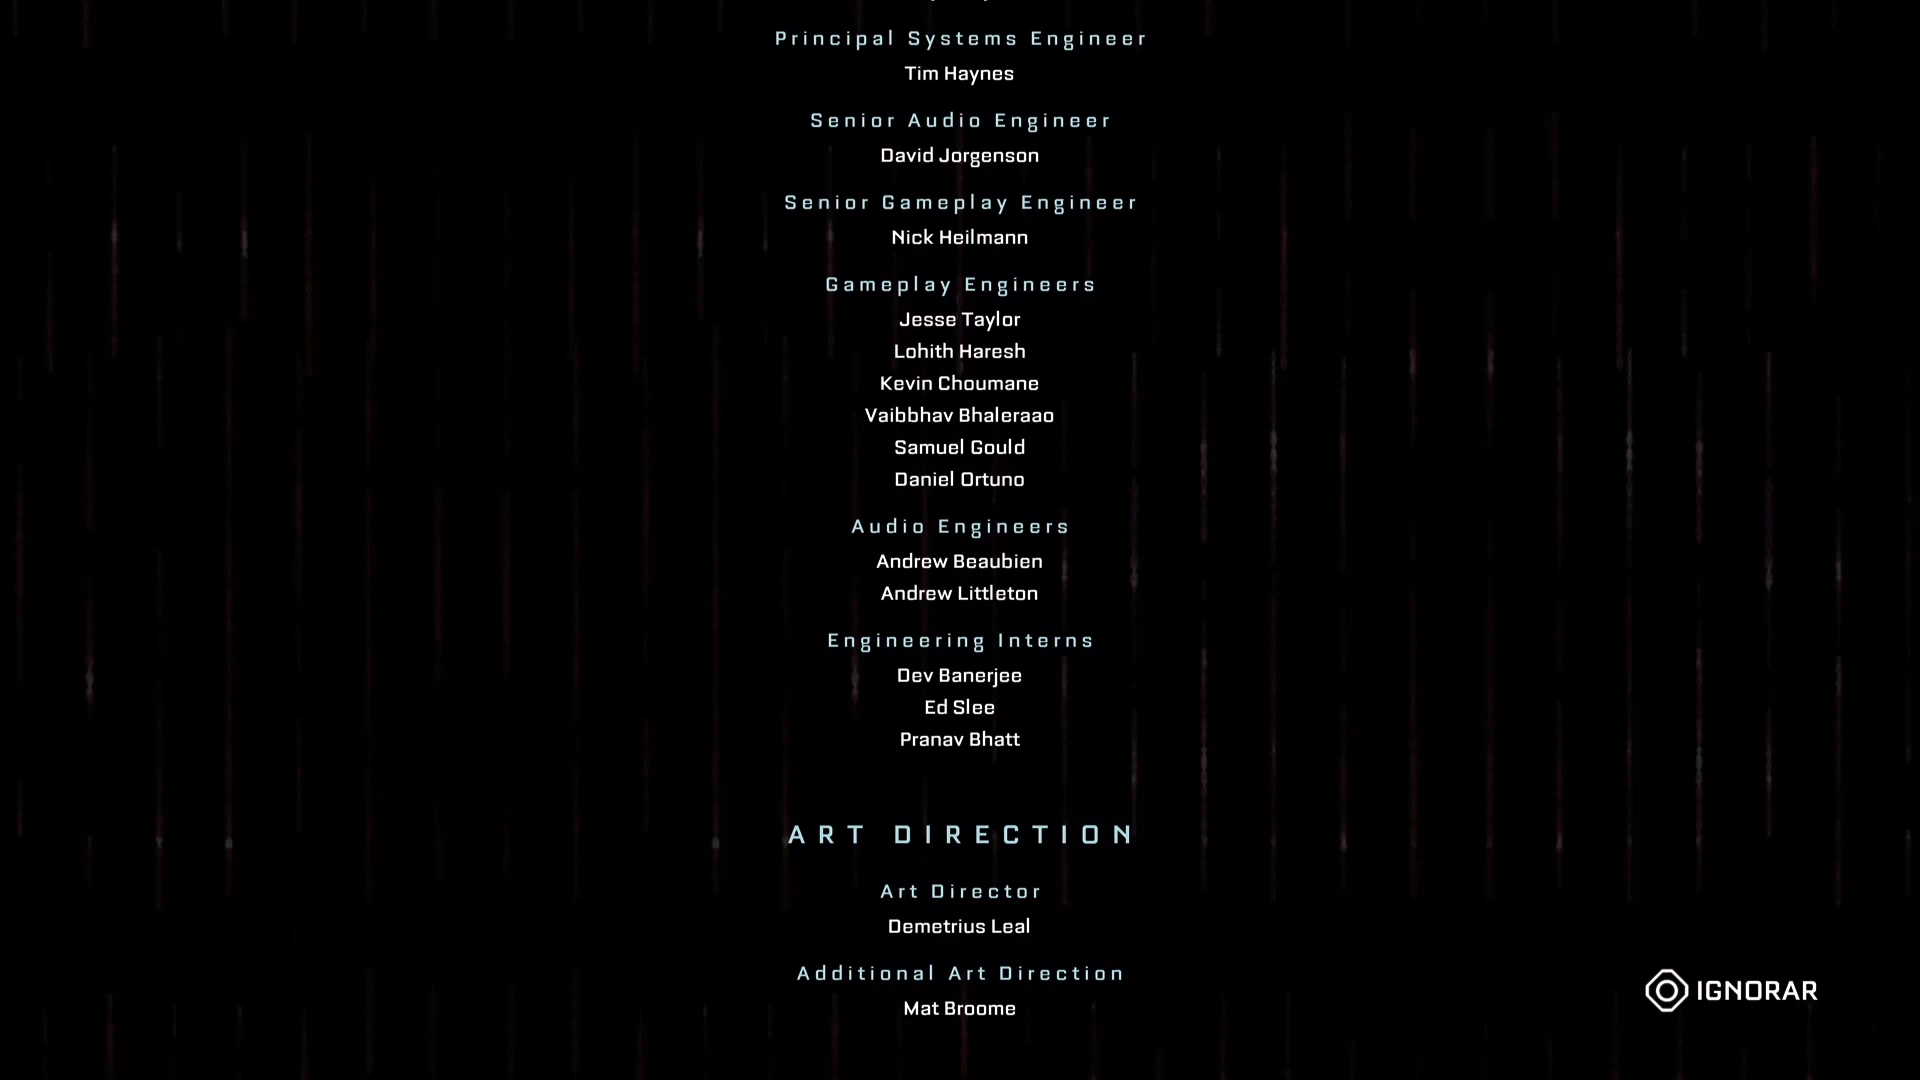 Principal Systems Engineer
Tim Haynes
Senior Audio Engineer
David Jorgenson
Senior Gameplay Engineer
Nick Heilmann
Gameplay Engineers
Jesse Taylor
Lohith Haresh
Kevin Choumane
Vaibbhav Bhaleraao
Samuel Gould
Daniel Ortuno
Audio Engineers
Andrew Beaubien
Andrew Littleton
Engineering Interns
Dev Banerjee
Ed Slee
Pranav Bhatt
ART DIRECTION
Art Director
Demetrius Leal
Additional Art Direction
Mat Broome
IGNORAR